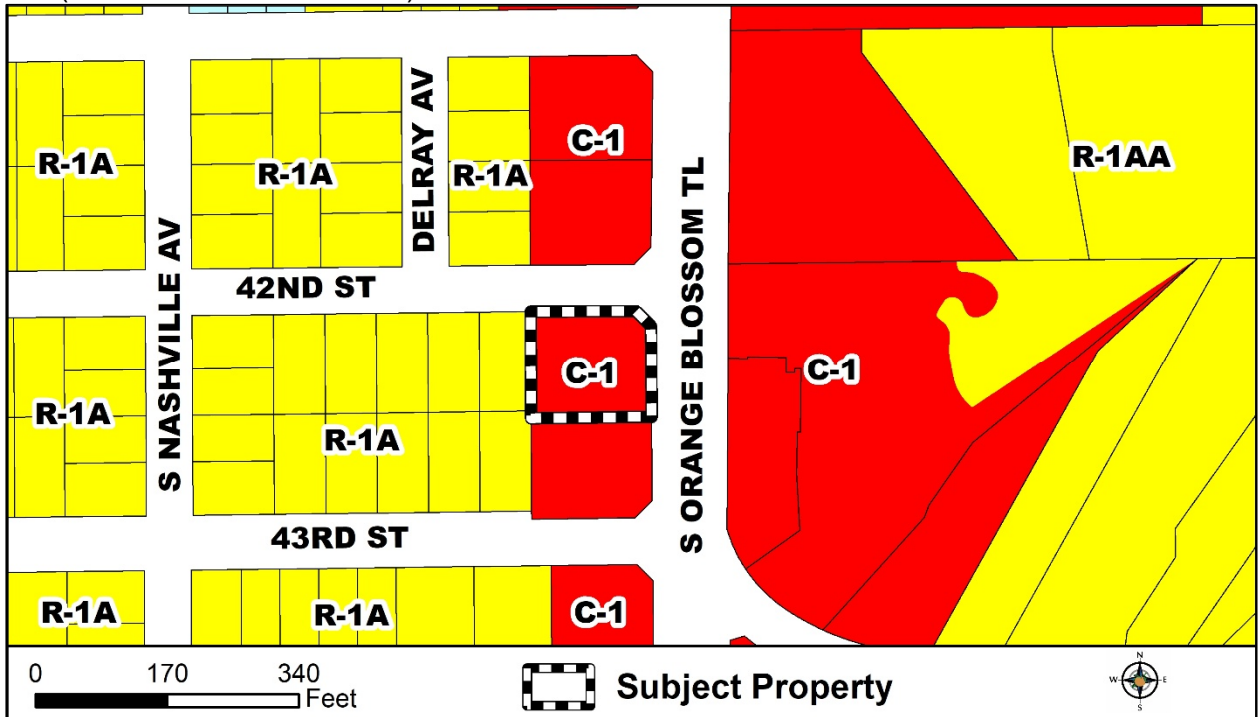 C-1
R-1A
R-1A
R-1A
R-1AA
DELRAY AV
S ORANGE BLOSSOM TL
S NASHVILLE AV
42ND ST
C-1
C-1
R-1A
R-1A
43RD ST
R-1A
R-1A
C-1
0 170 340
Feet
Subject Property
N
W E
S